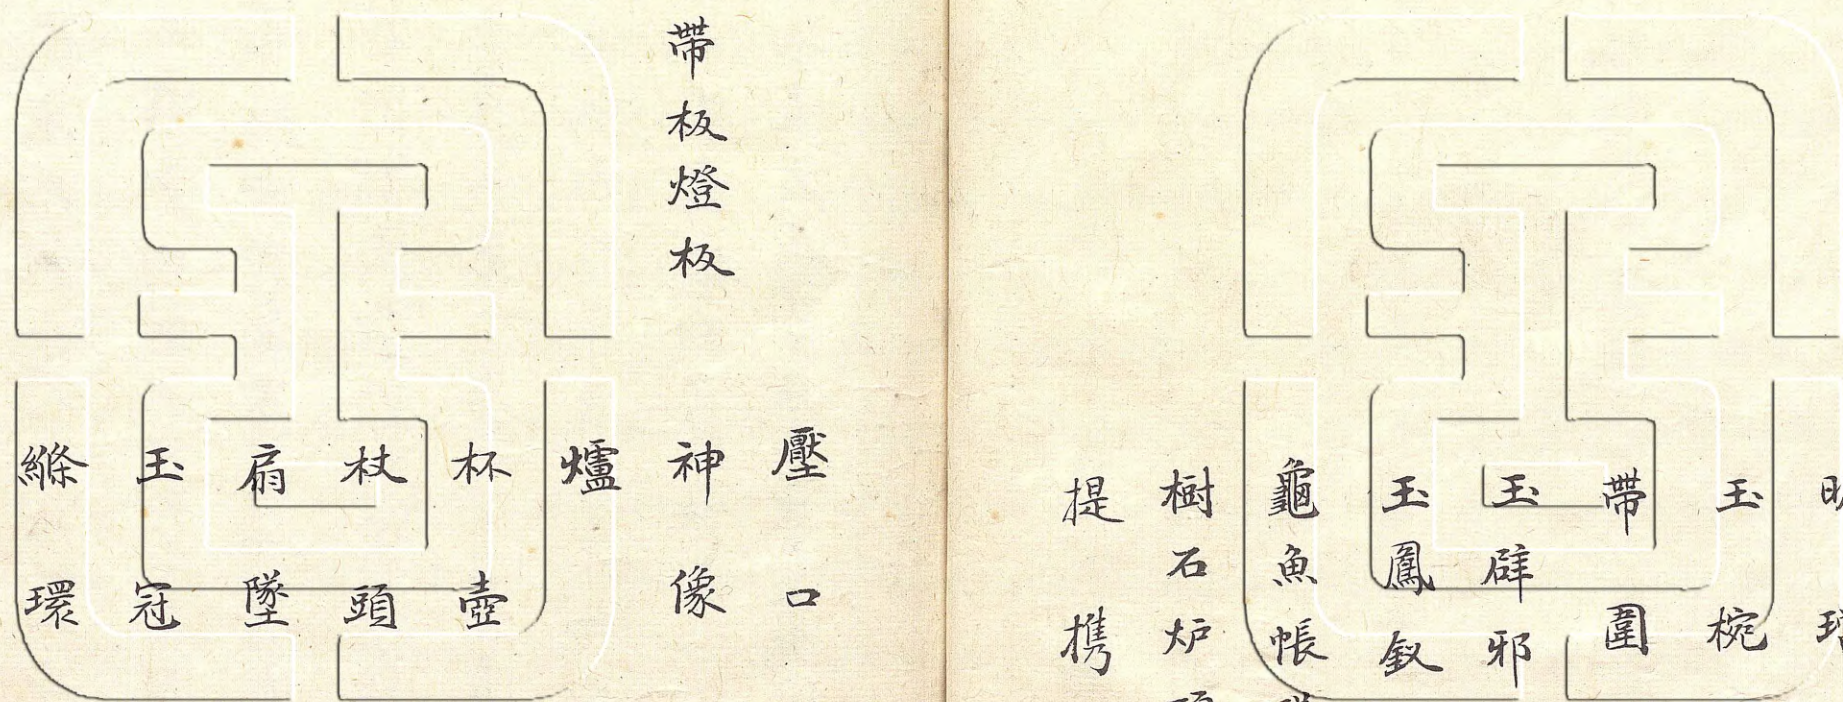 玉椀
帶圍
玉辟邪
玉鳳釵
龜魚帳
樹石炉
提携
壓口
帶板燈板 神像
爐
杯壺
杖頭
扇墜
玉冠
縧環